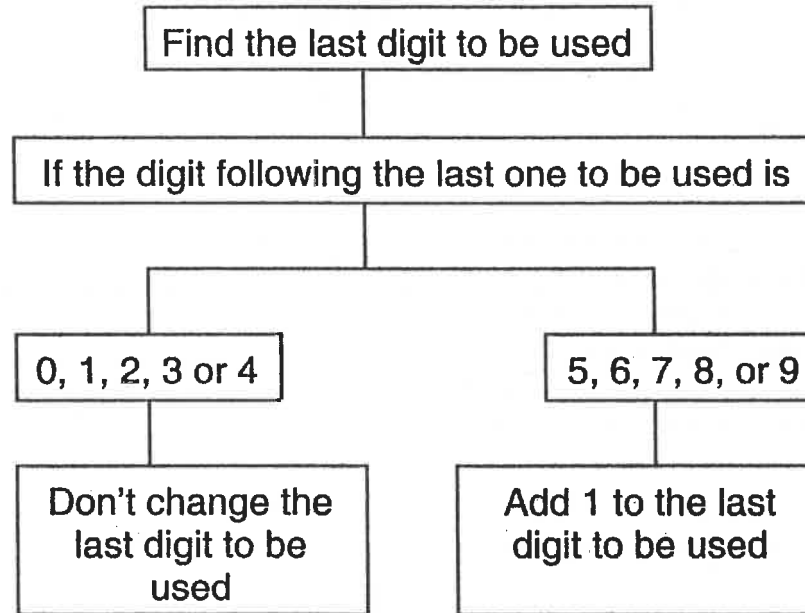 Find the last digit to be used
If the digit following the last one to be used is
0, 1, 2, 3 or 4
5, 6, 7, 8, or 9
Don't change the
last digit to be
used
Add 1 to the last
digit to be used